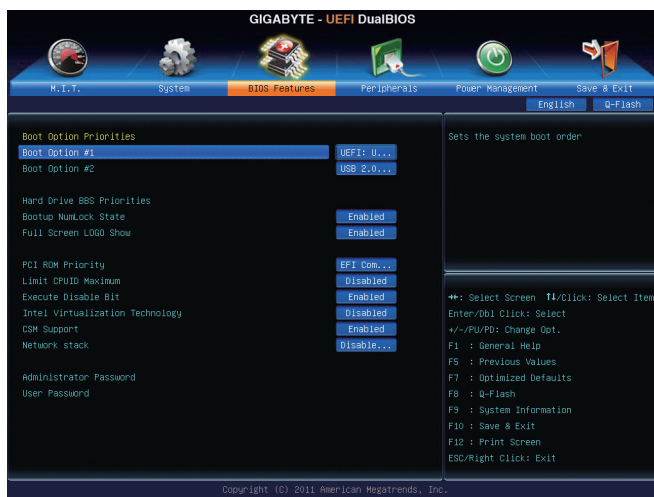 GIGABYTE - UEFI DualBIOS
M.I.T. System BIOS Features Peripherals Power Management Save & Exit
English Q-Flash
Boot Option Priorities
Boot Option #1 UEFI: U...
Boot Option #2 USB 2.0...
Hard Drive BBS Priorities
Bootup NumLock State Enabled
Full Screen LOGO Show Enabled
PCI ROM Priority EFI Com...
Limit CPUID Maximum Disabled
Execute Disable Bit Enabled
Intel Virtualization Technology Disabled
CSM Support Enabled
Network stack Disable...
Administrator Password
User Password
Sets the system boot order
→←: Select Screen ↑↓/Click: Select Item
Enter/Dbl Click: Select
+/-/PU/PD: Change Opt.
F1 : General Help
F5 : Previous Values
F7 : Optimized Defaults
F8 : Q-Flash
F9 : System Information
F10 : Save & Exit
F12 : Print Screen
ESC/Right Click: Exit
Copyright (C) 2011 American Megatrends, Inc.